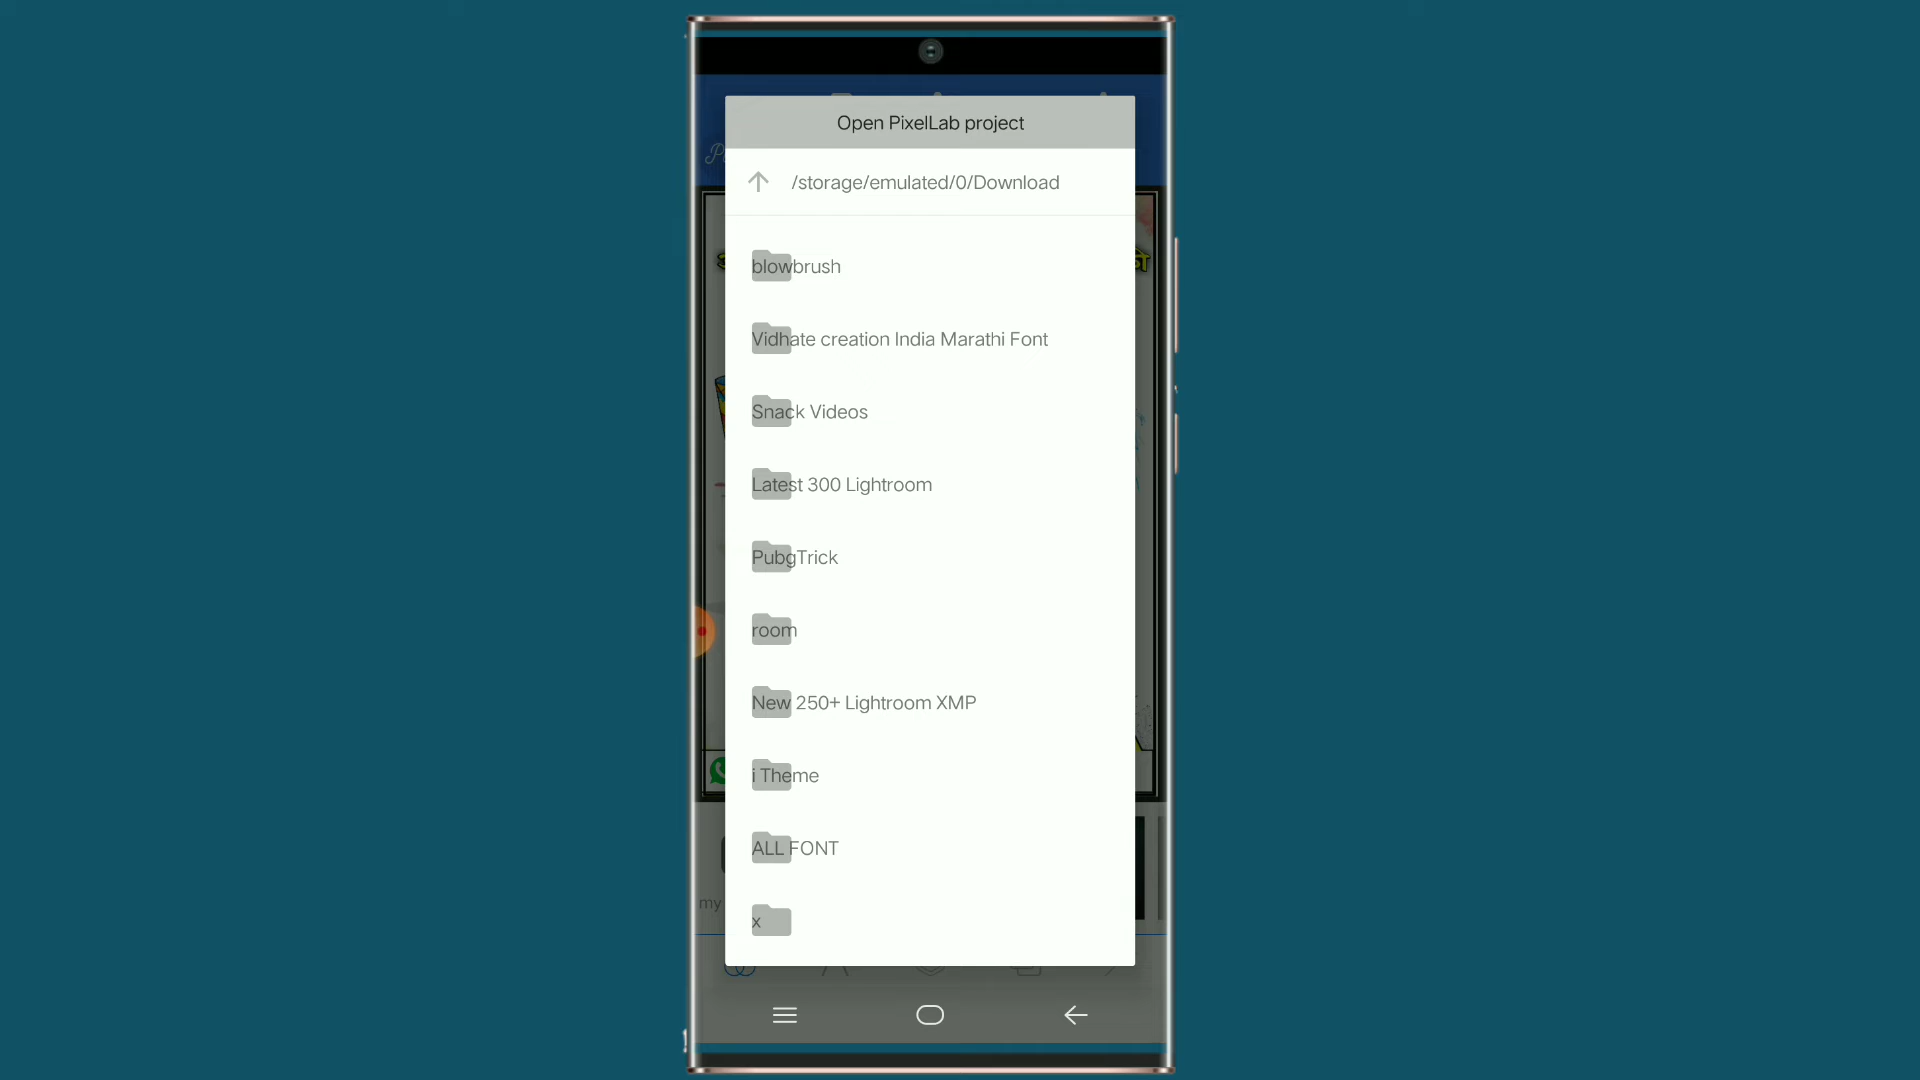 Open PixelLab project
/storage/emulated/0/Download
blowbrush
Vidhate creation India Marathi Font
Snack Videos
Latest 300 Lightroom
PubgTrick
room
New 250+ Lightroom XMP
i Theme
ALL FONT
x
my